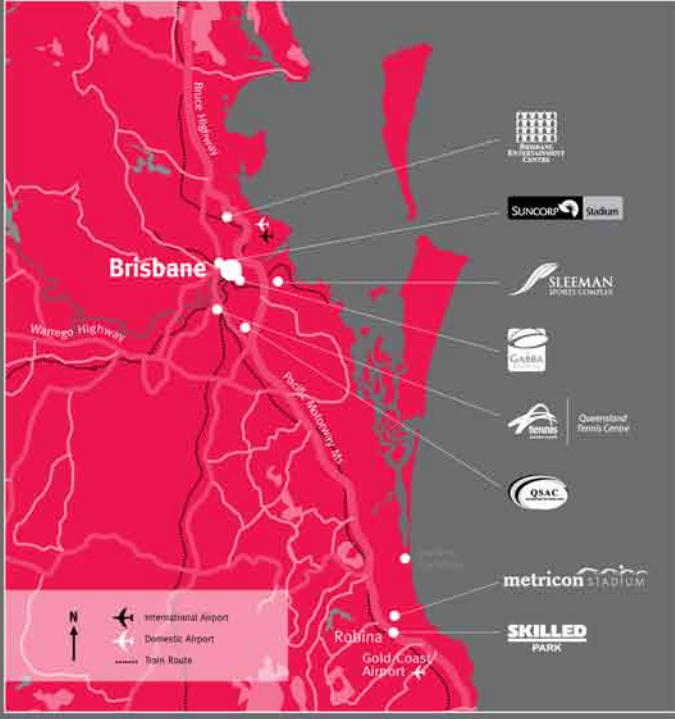 Bruce Highway
BRISBANE
ENTERTAINMENT
CENTRE
SUNCORP Stadium
Brisbane
SLEEMAN
SPORTS COMPLEX
Warrego Highway
GABBA
Pacific Motorway M1
tennis
Queensland
Tennis Centre
QSAC
metricon STADIUM
N
International Airport
Domestic Airport
Train Route
Robina
SKILLED
PARK
Gold Coast/
Airport